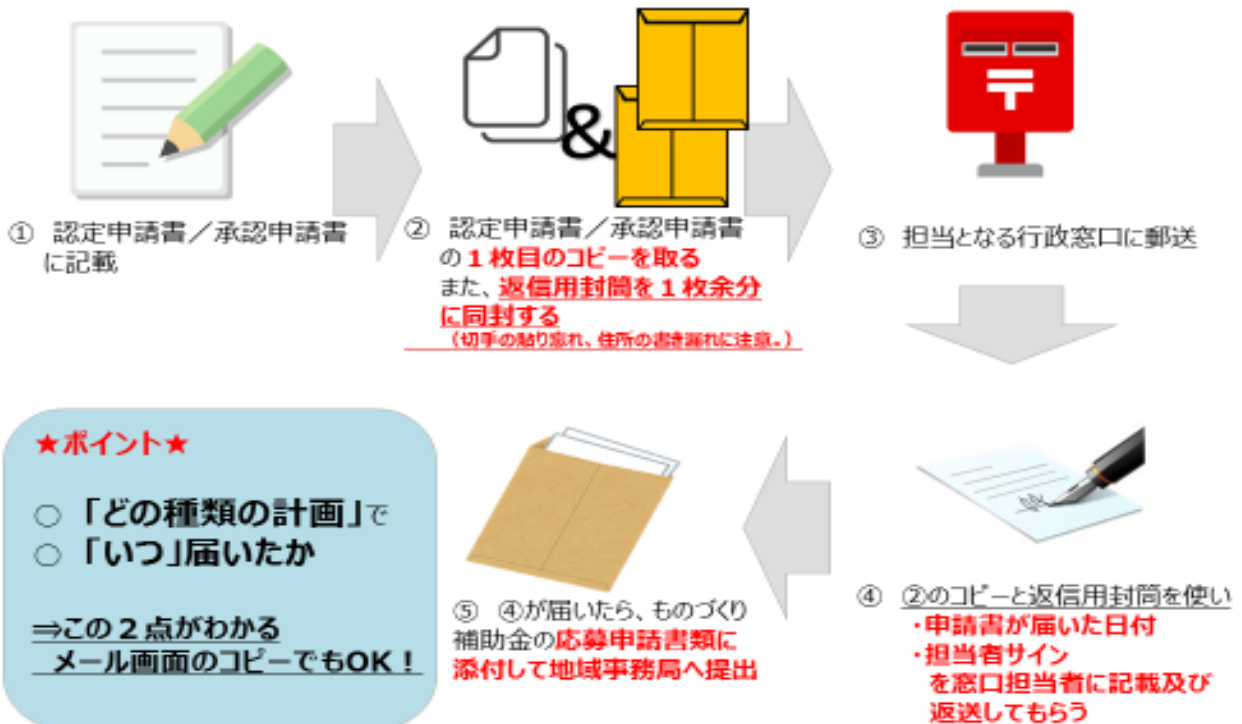 &
① 認定申請書／承認申請書
に記載
② 認定申請書／承認申請書
の１枚目のコピーを取る
また、返信用封筒を１枚余分
に同封する
（切手の貼り忘れ、住所の書き漏れに注意。）
③ 担当となる行政窓口に郵送
④ ②のコピーと返信用封筒を使い
・申請書が届いた日付
・担当者サイン
を窓口担当者に記載及び
返送してもらう
⑤ ④が届いたら、ものづくり
補助金の応募申請書類に
添付して地域事務局へ提出
★ポイント★
○ 「どの種類の計画」で
○ 「いつ」届いたか
⇒この２点がわかる
メール画面のコピーでもOK！